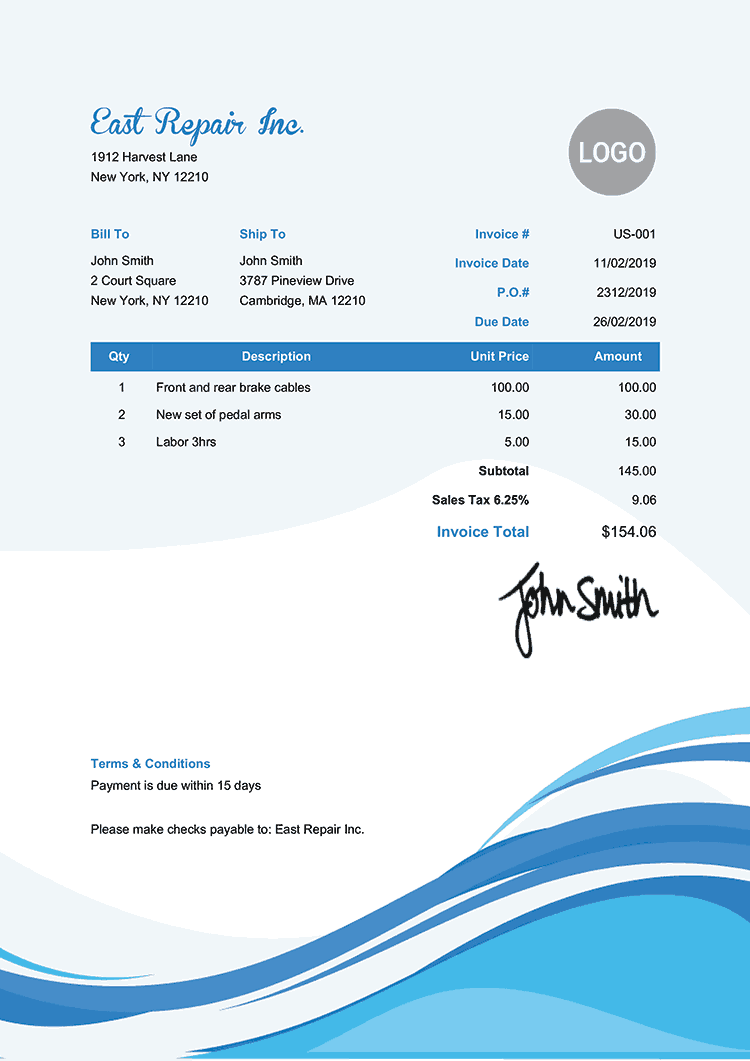 East Repair Inc.
1912 Harvest Lane
New York, NY 12210
LOGO
Bill To
John Smith
2 Court Square
New York, NY 12210
Ship To
John Smith
3787 Pineview Drive
Cambridge, MA 12210
Invoice # US-001
Invoice Date 11/02/2019
P.O.# 2312/2019
Due Date 26/02/2019
Qty Description Unit Price Amount
1 Front and rear brake cables 100.00 100.00
2 New set of pedal arms 15.00 30.00
3 Labor 3hrs 5.00 15.00
Subtotal 145.00
Sales Tax 6.25% 9.06
Invoice Total $154.06
John Smith
Terms & Conditions
Payment is due within 15 days
Please make checks payable to: East Repair Inc.